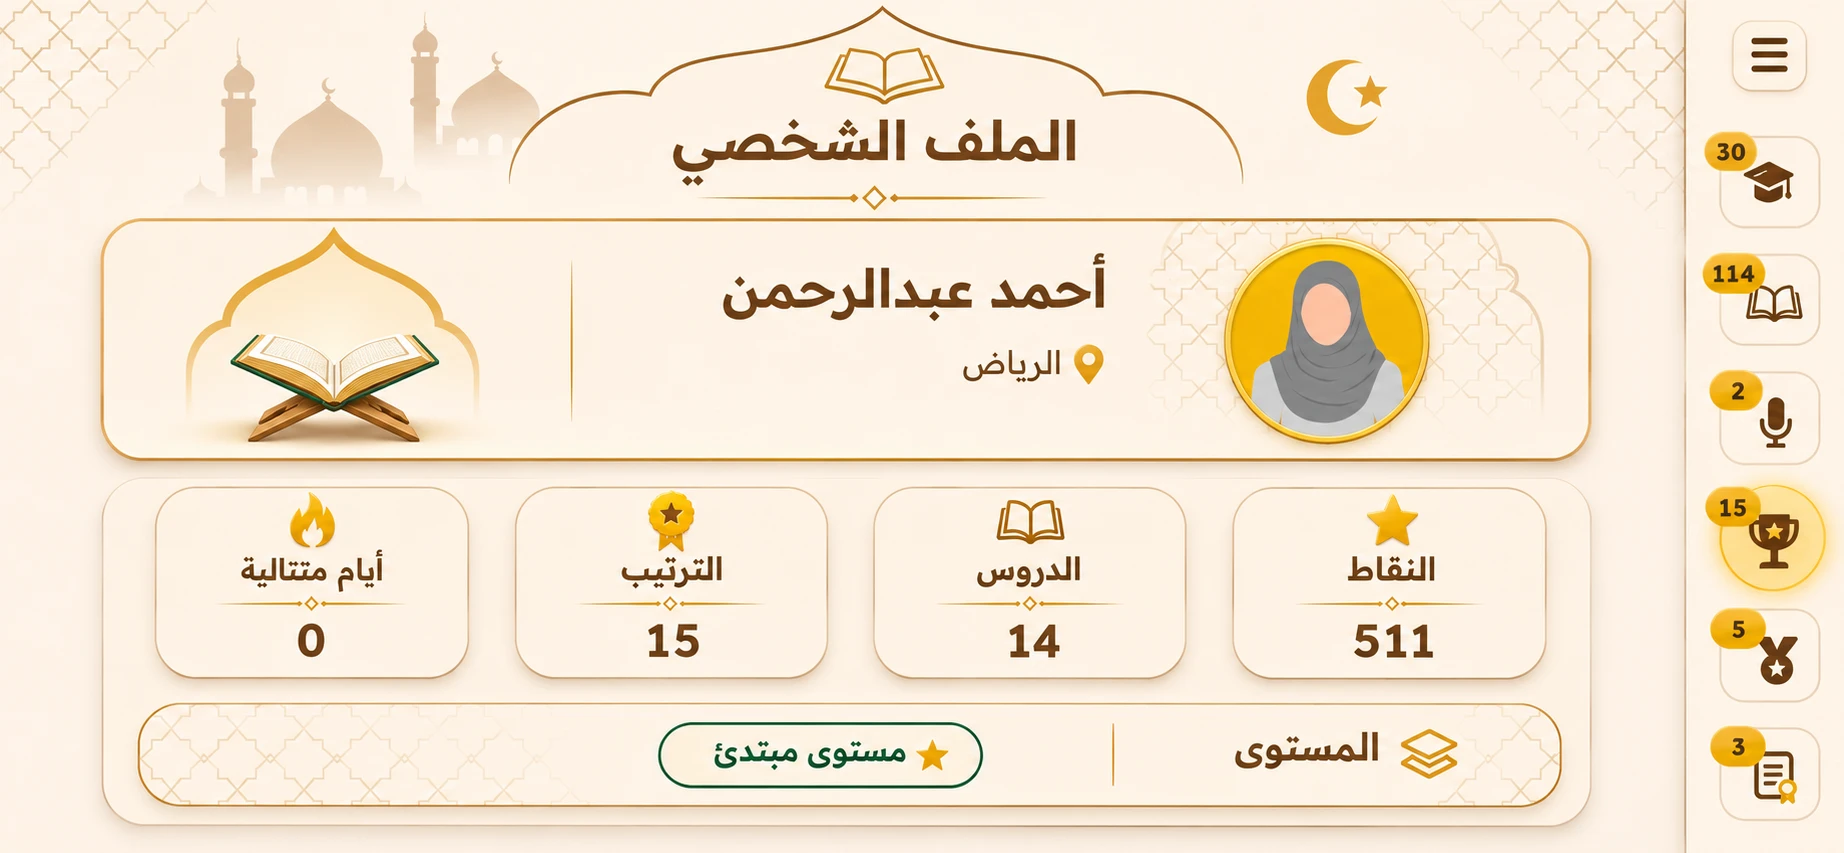 الملف الشخصي
أحمد عبدالرحمن
الرياض
النقاط
511
الدروس
14
الترتيب
15
أيام متتالية
0
المستوى
مستوى مبتدئ
30
114
2
15
5
3